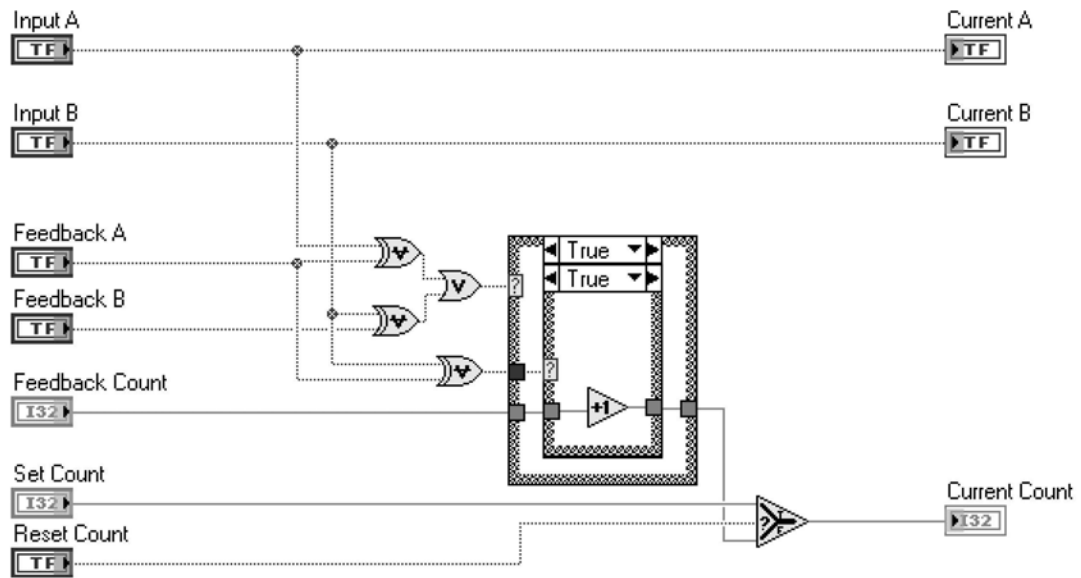 Input A
TF
Current A
TF
Input B
TF
Current B
TF
Feedback A
TF
True
True
?
Feedback B
TF
?
Feedback Count
I32
+1
Set Count
I32
Current Count
I32
?
T
F
Reset Count
TF